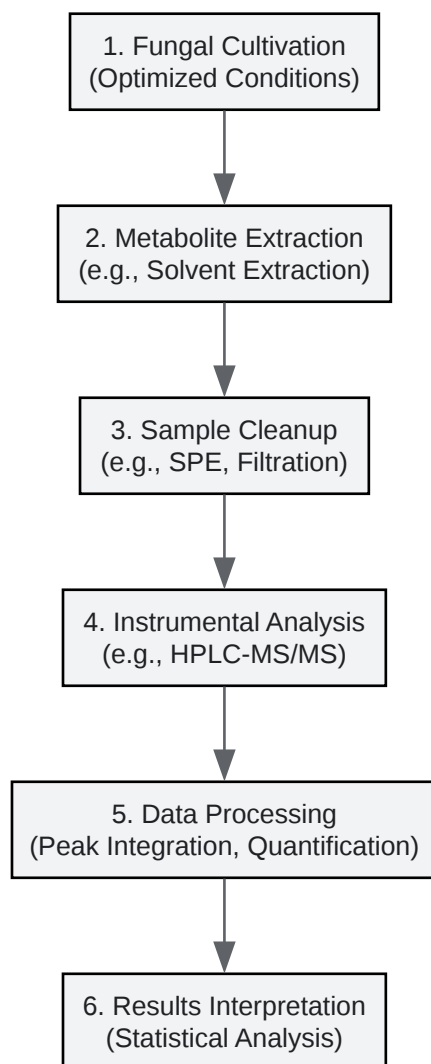 1. Fungal Cultivation
(Optimized Conditions)
2. Metabolite Extraction
(e.g., Solvent Extraction)
3. Sample Cleanup
(e.g., SPE, Filtration)
4. Instrumental Analysis
(e.g., HPLC-MS/MS)
5. Data Processing
(Peak Integration, Quantification)
6. Results Interpretation
(Statistical Analysis)